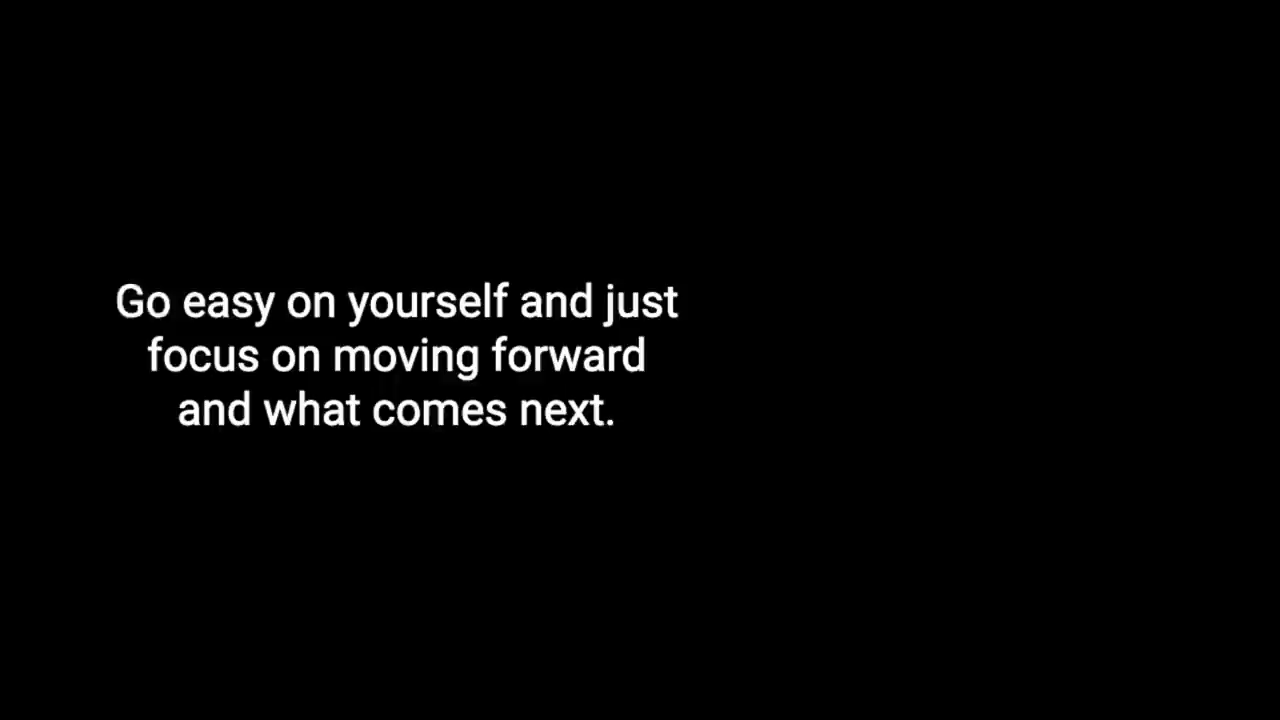 Go easy on yourself and just
focus on moving forward
and what comes next.